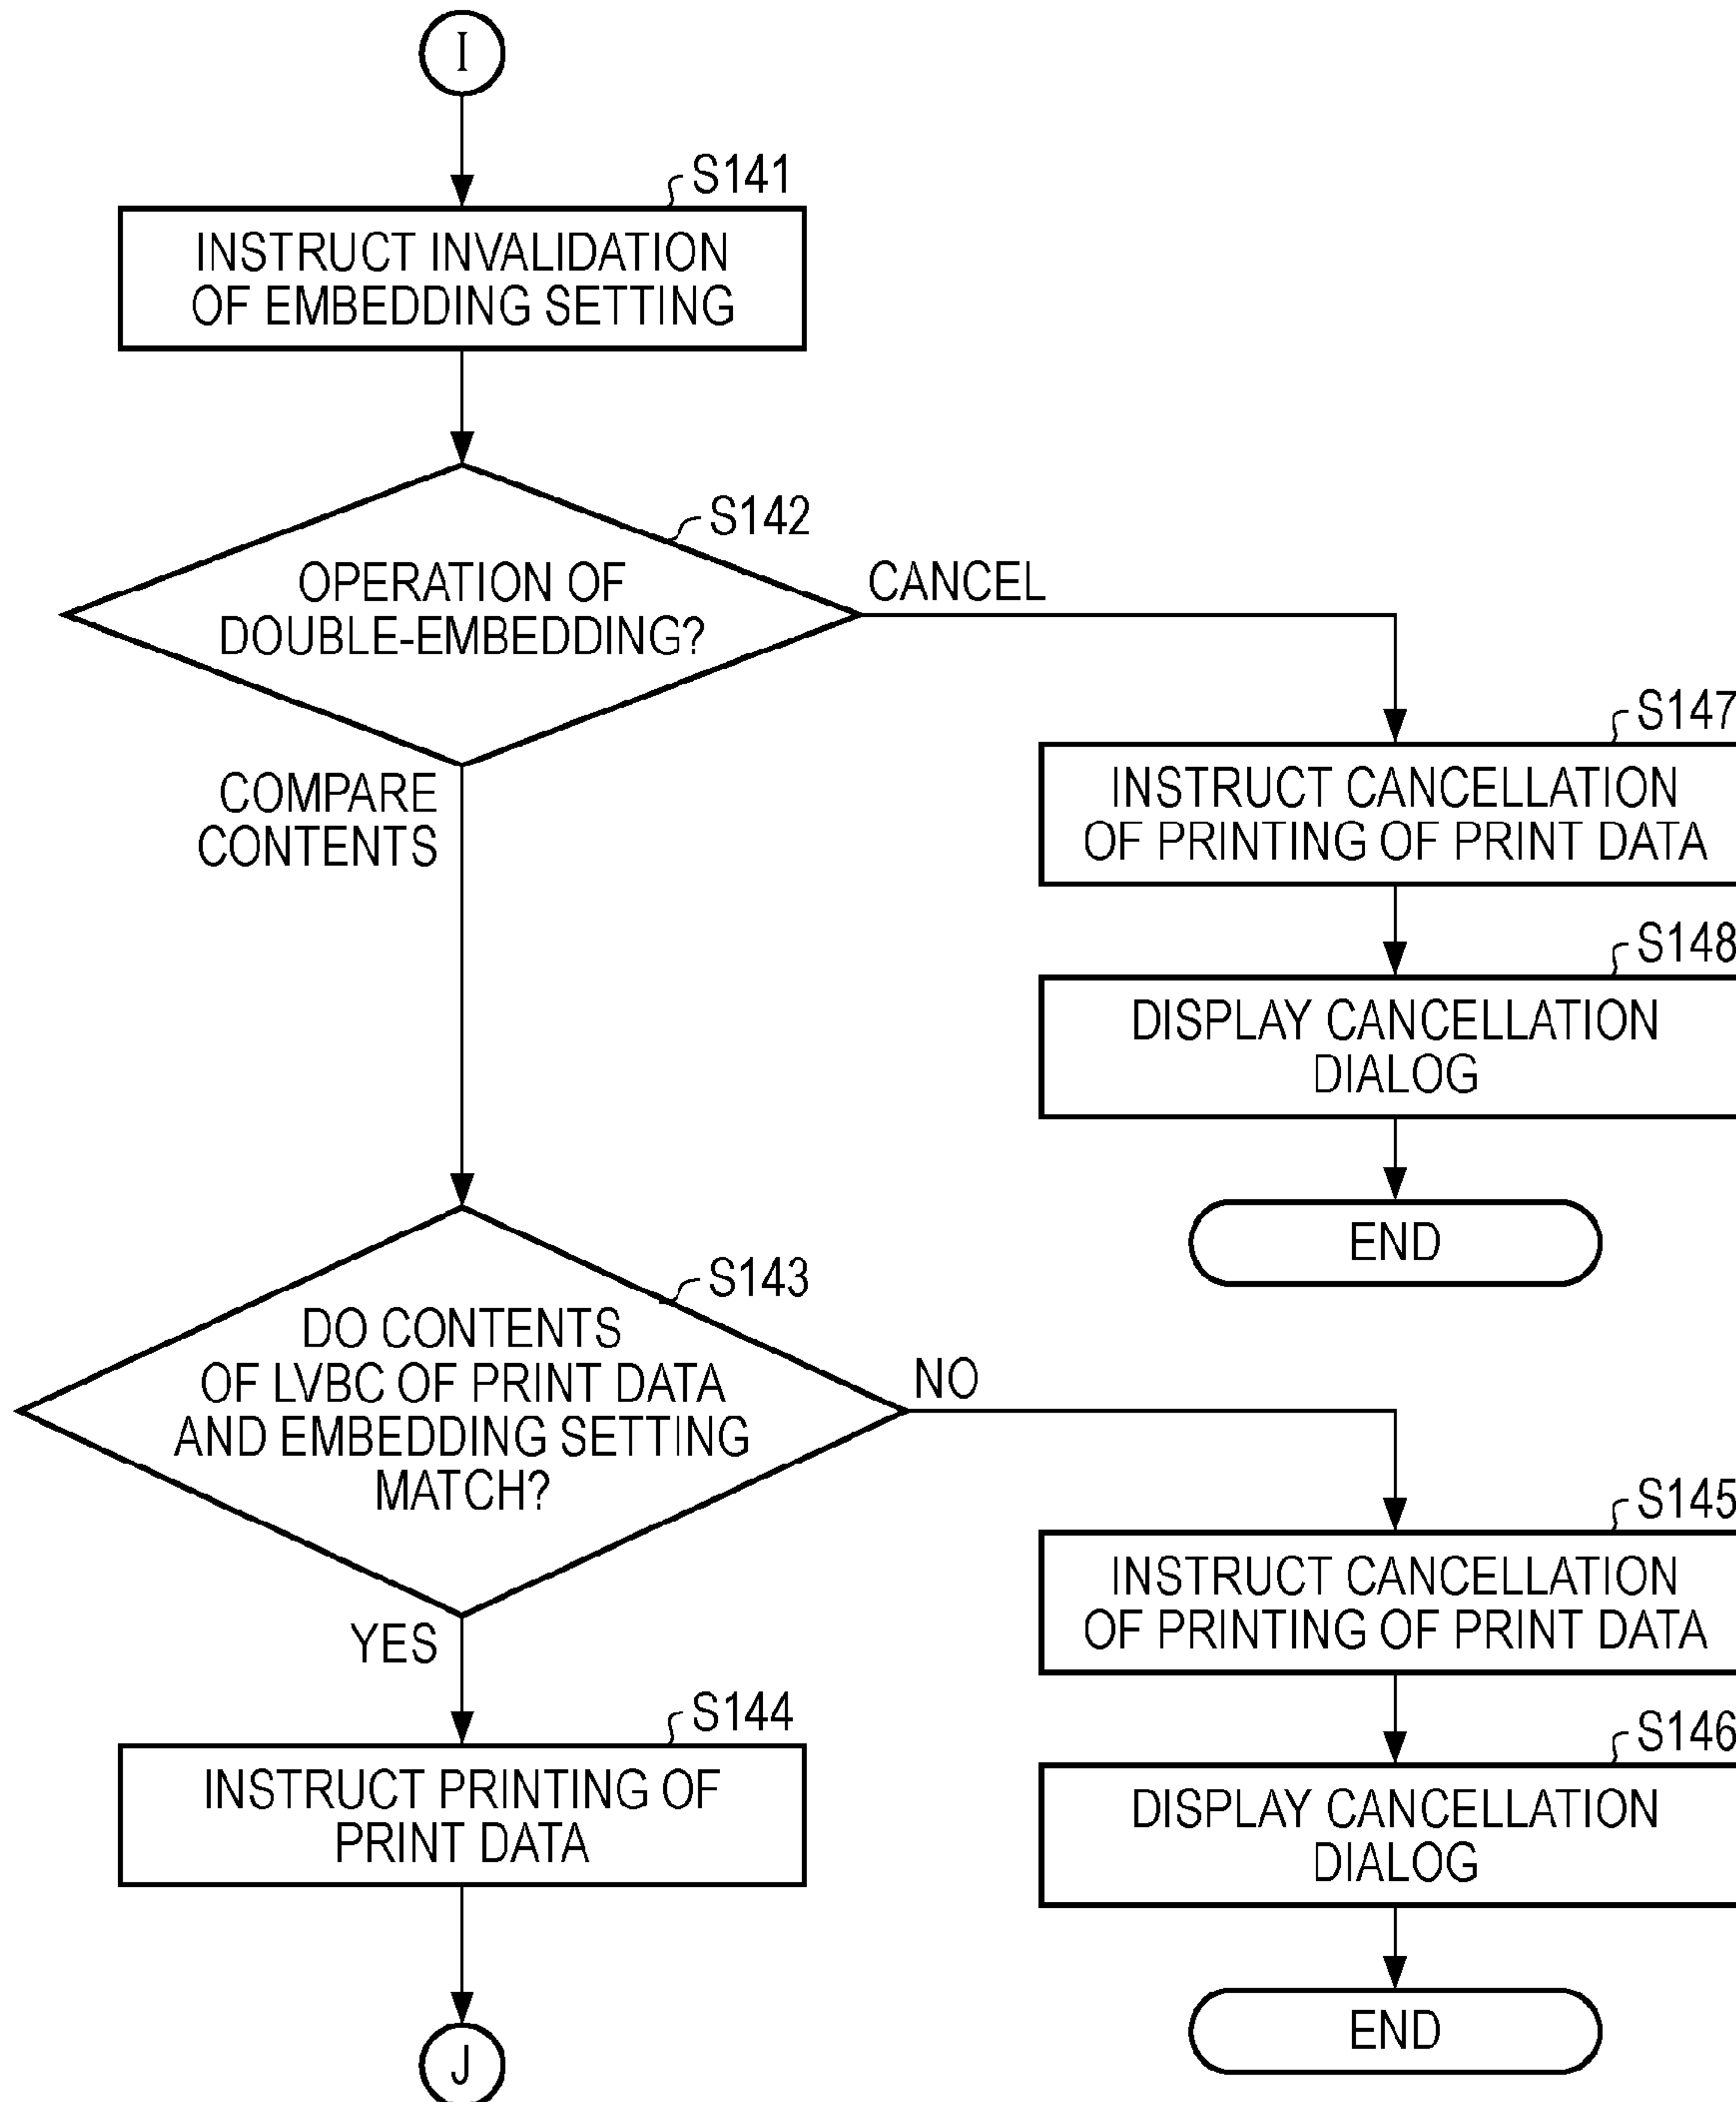 I
S141
INSTRUCT INVALIDATION
OF EMBEDDING SETTING
S142
OPERATION OF
DOUBLE-EMBEDDING?
CANCEL
COMPARE
CONTENTS
S147
INSTRUCT CANCELLATION
OF PRINTING OF PRINT DATA
S148
DISPLAY CANCELLATION
DIALOG
END
S143
DO CONTENTS
OF LVBC OF PRINT DATA
AND EMBEDDING SETTING
MATCH?
NO
YES
S145
INSTRUCT CANCELLATION
OF PRINTING OF PRINT DATA
S146
DISPLAY CANCELLATION
DIALOG
END
S144
INSTRUCT PRINTING OF
PRINT DATA
J